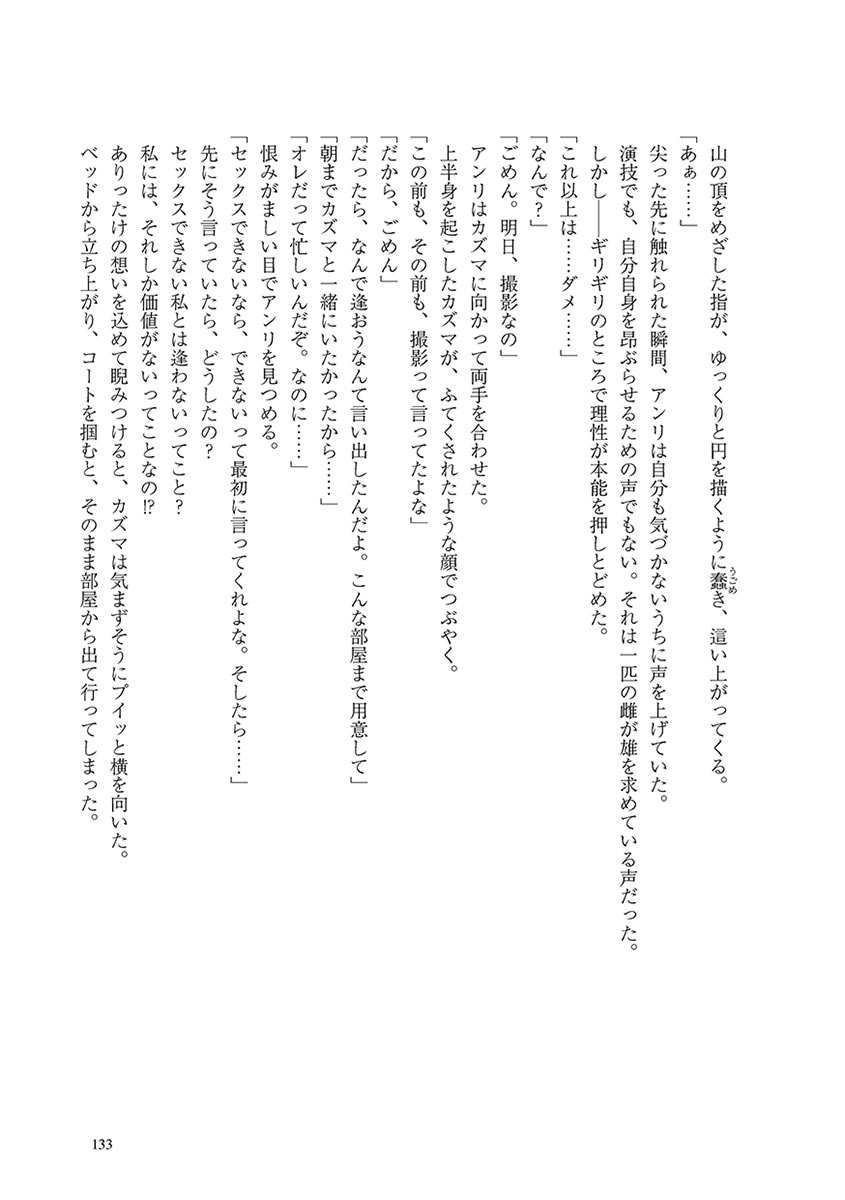 山の頂をめざした指が、ゆっくりと円を描くように蠢き、這い上がってくる。
うごめ
「あぁ……」
尖った先に触れられた瞬間、アンリは自分も気づかないうちに声を上げていた。
演技でも、自分自身を昂ぶらせるための声でもない。それは一匹の雌が雄を求めている声だった。
しかし――ギリギリのところで理性が本能を押しとどめた。
「これ以上は……ダメ……」
「なんで？」
「ごめん。明日、撮影なの」
アンリはカズマに向かって両手を合わせた。
上半身を起こしたカズマが、ふてくされたような顔でつぶやく。
「この前も、その前も、撮影って言ってたよな」
「だから、ごめん」
「だったら、なんで逢おうなんて言い出したんだよ。こんな部屋まで用意して」
「朝までカズマと一緒にいたかったから……」
「オレだって忙しいんだぞ。なのに……」
恨みがましい目でアンリを見つめる。
「セックスできないなら、できないって最初に言ってくれよな。そしたら……」
先にそう言っていたら、どうしたの？
セックスできない私とは逢わないってこと？
私には、それしか価値がないってことなの!?
ありったけの想いを込めて睨みつけると、カズマは気まずそうにプイッと横を向いた。
ベッドから立ち上がり、コートを掴むと、そのまま部屋から出て行ってしまった。
133